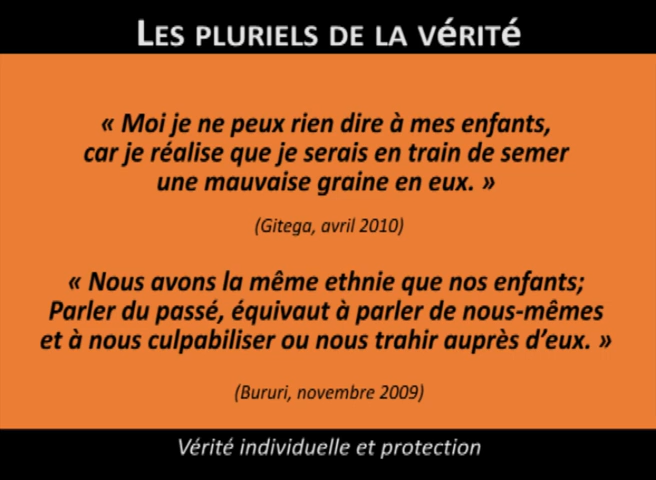 LES PLURIELS DE LA VéRITé
« Moi je ne peux rien dire à mes enfants,
car je réalise que je serais en train de semer
une mauvaise graine en eux. »
(Gitega, avril 2010)
« Nous avons la même ethnie que nos enfants;
Parler du passé, équivaut à parler de nous-mêmes
et à nous culpabiliser ou nous trahir auprès d’eux. »
(Bururi, novembre 2009)
Vérité individuelle et protection